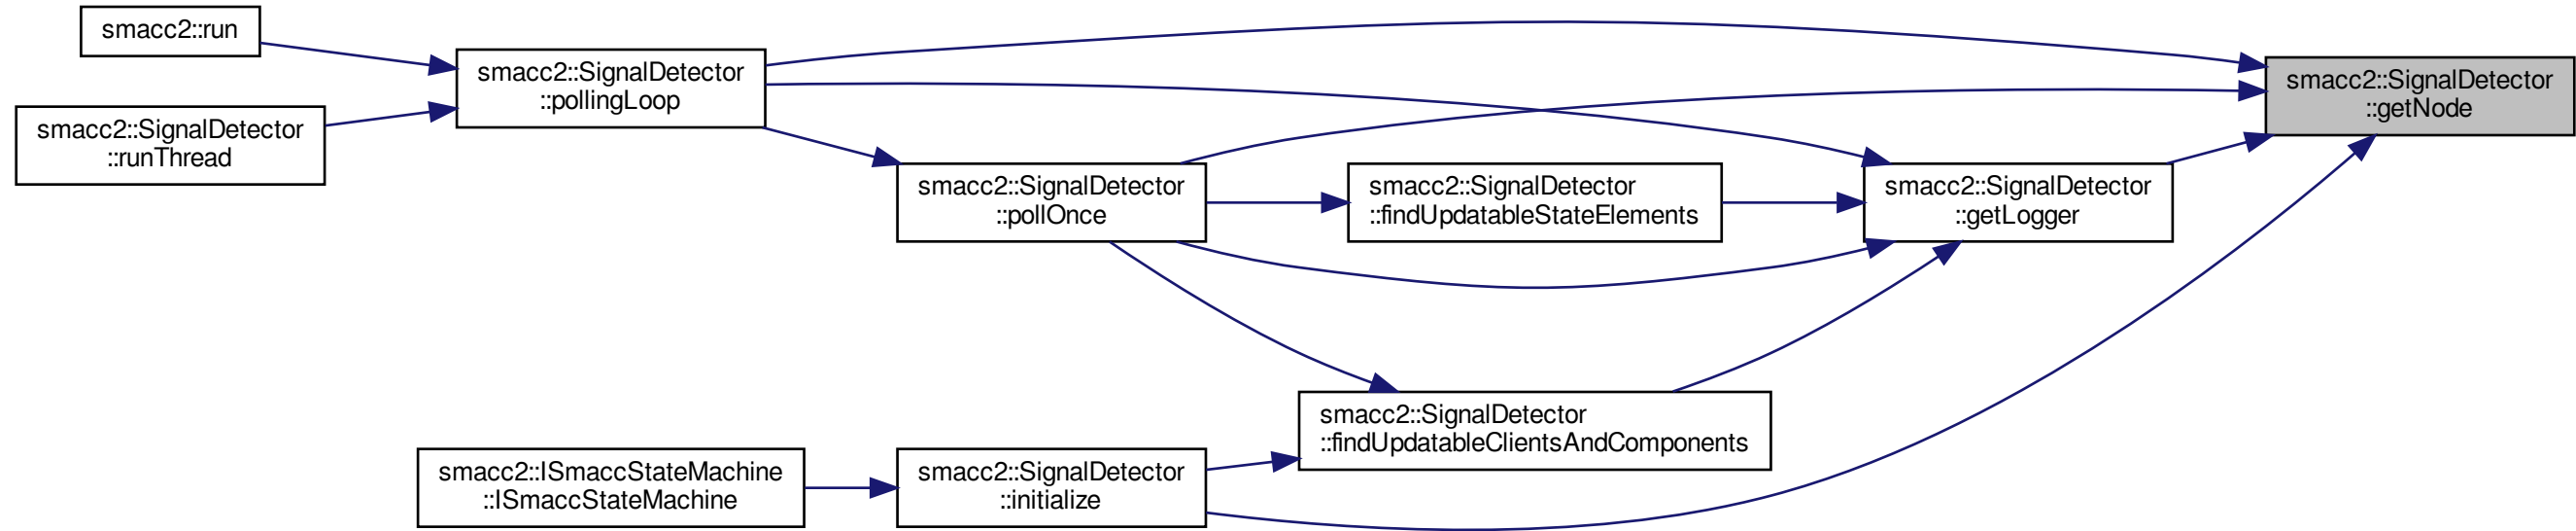 smacc2::run
smacc2::SignalDetector
::pollingLoop
smacc2::SignalDetector
::getNode
smacc2::SignalDetector
::runThread
smacc2::SignalDetector
::pollOnce
smacc2::SignalDetector
::findUpdatableStateElements
smacc2::SignalDetector
::getLogger
smacc2::SignalDetector
::findUpdatableClientsAndComponents
smacc2::ISmaccStateMachine
::ISmaccStateMachine
smacc2::SignalDetector
::initialize